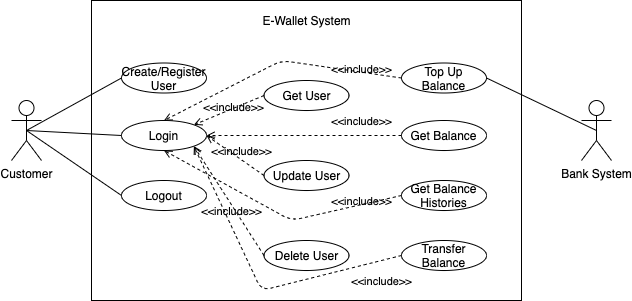 E-Wallet System
Create/Register
User
<<include>>
Top Up
Balance
Get User
<<include>>
Login
<<include>>
Get Balance
<<include>>
Customer
Bank System
Update User
Logout
<<include>>
Get Balance
Histories
<<include>>
Delete User
Transfer
Balance
<<include>>